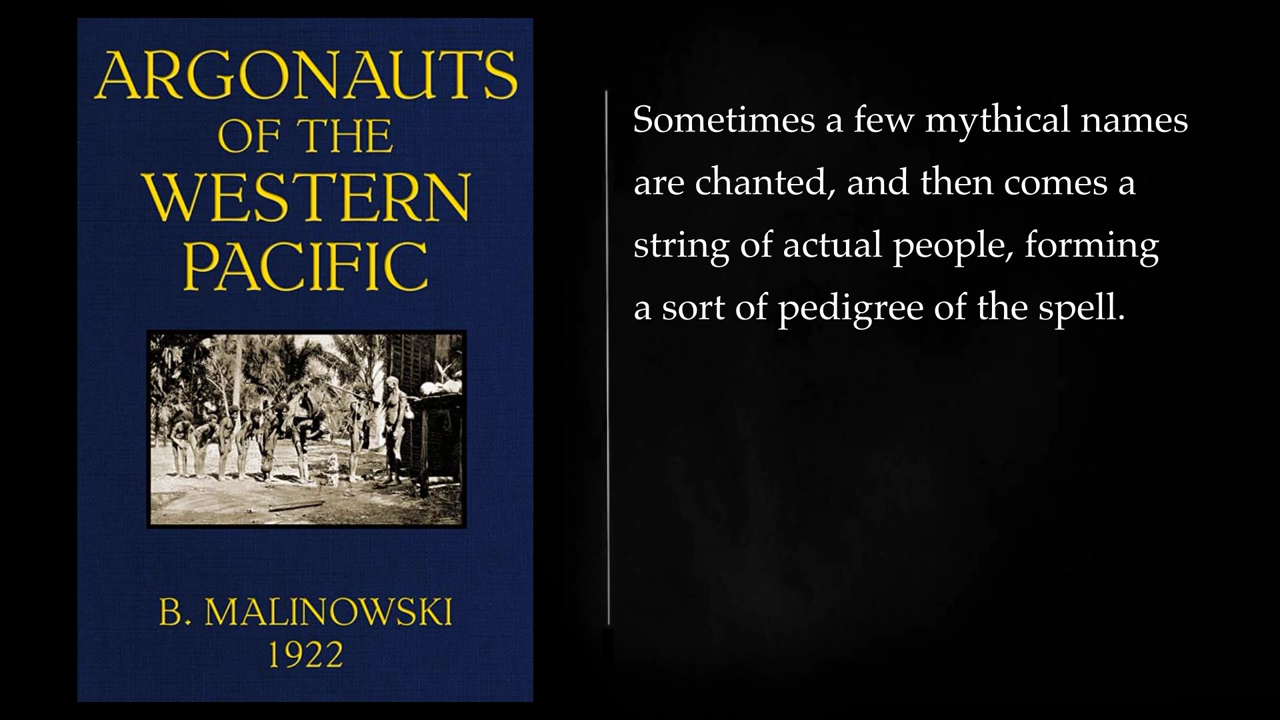 ARGONAUTS
OF THE
WESTERN
PACIFIC
B. MALINOWSKI
1922
Sometimes a few mythical names
are chanted, and then comes a
string of actual people, forming
a sort of pedigree of the spell.